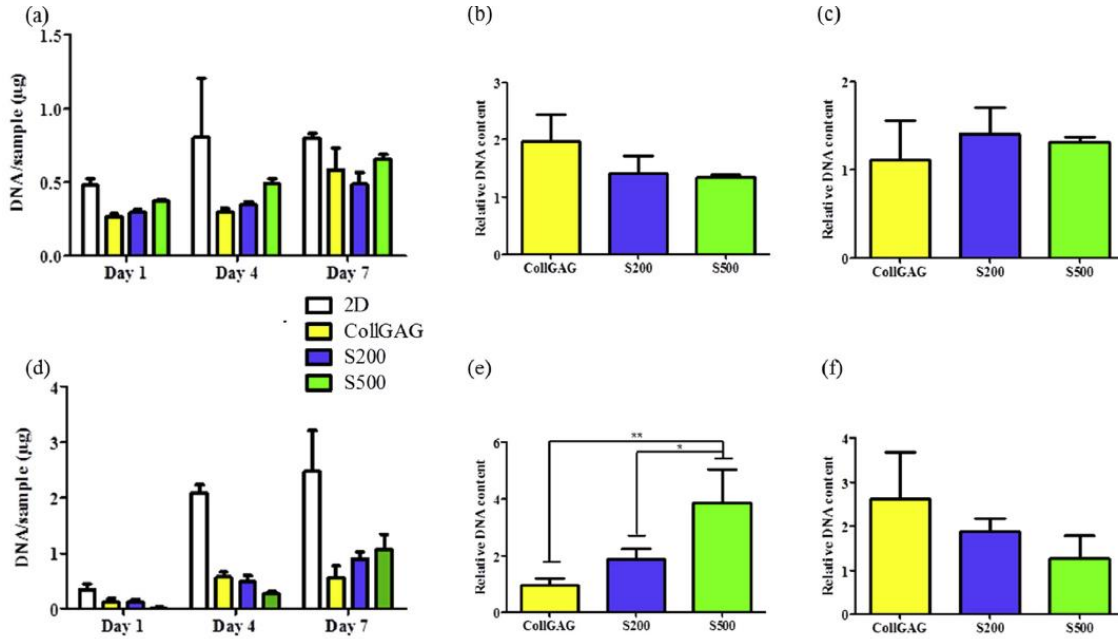 (a)
DNA/sample (µg)
1.5
1.0
0.5
0.0
Day 1
Day 4
Day 7
(b)
Relative DNA content
3
2
1
0
CollGAG
S200
S500
(c)
Relative DNA content
2
1
0
CollGAG
S200
S500
2D
CollGAG
S200
S500
(d)
DNA/sample (µg)
4
3
2
1
0
Day 1
Day 4
Day 7
(e)
Relative DNA content
6
4
2
0
**
*
CollGAG
S200
S500
(f)
Relative DNA content
4
3
2
1
0
CollGAG
S200
S500